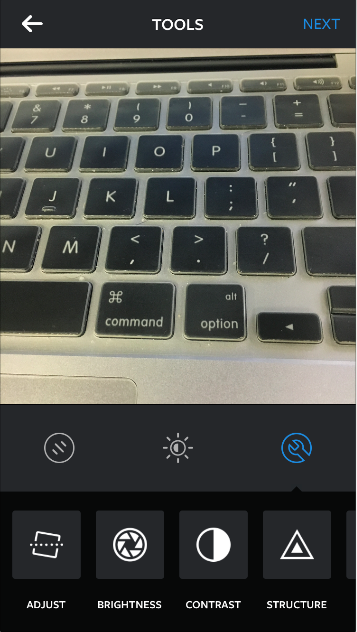 TOOLS NEXT
& * ( ) — +
7 8 9 0 - =
{ }
U I O P [ ]
: "
J K L ; '
< > ?
N M , . /
⌘ alt
command option ◀
ADJUST BRIGHTNESS CONTRAST STRUCTURE